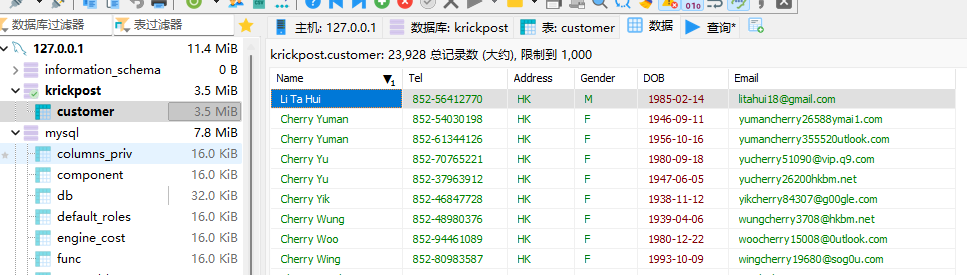 数据库过滤器 表过滤器
主机: 127.0.0.1 数据库: krickpost 表: customer 数据 查询*
127.0.0.1 11.4 MiB
information_schema 0 B
krickpost 3.5 MiB
customer 3.5 MiB
mysql 7.8 MiB
columns_priv 16.0 KiB
component 16.0 KiB
db 32.0 KiB
default_roles 16.0 KiB
engine_cost 16.0 KiB
func 16.0 KiB
krickpost.customer: 23,928 总记录数 (大约), 限制到 1,000
Name 1 Tel Address Gender DOB Email
Li Ta Hui 852-56412770 HK M 1985-02-14 litahui18@gmail.com
Cherry Yuman 852-54030198 HK F 1946-09-11 yumancherry26588ymai1.com
Cherry Yuman 852-61344126 HK F 1956-10-16 yumancherry355520utlook.com
Cherry Yu 852-70765221 HK F 1980-09-18 yucherry51090@vip.q9.com
Cherry Yu 852-37963912 HK F 1947-06-05 yucherry26200hkbm.net
Cherry Yik 852-46847728 HK F 1938-11-12 yikcherry84307@g00gle.com
Cherry Wung 852-48980376 HK F 1939-04-06 wungcherry3708@hkbm.net
Cherry Woo 852-94461089 HK F 1980-12-22 woocherry15008@0utlook.com
Cherry Wing 852-80983587 HK F 1993-10-09 wingcherry19680@sog0u.com